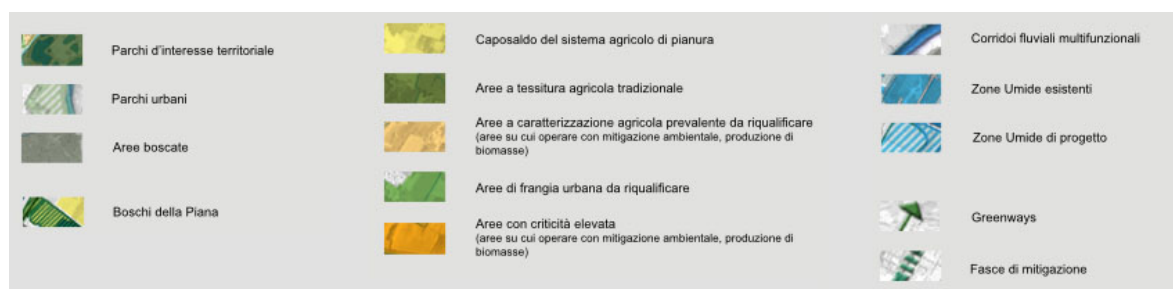 Parchi d'interesse territoriale
Parchi urbani
Aree boscate
Boschi della Piana
Caposaldo del sistema agricolo di pianura
Aree a tessitura agricola tradizionale
Aree a caratterizzazione agricola prevalente da riqualificare
(aree su cui operare con mitigazione ambientale, produzione di
biomasse)
Aree di frangia urbana da riqualificare
Aree con criticità elevata
(aree su cui operare con mitigazione ambientale, produzione di
biomasse)
Corridoi fluviali multifunzionali
Zone Umide esistenti
Zone Umide di progetto
Greenways
Fasce di mitigazione